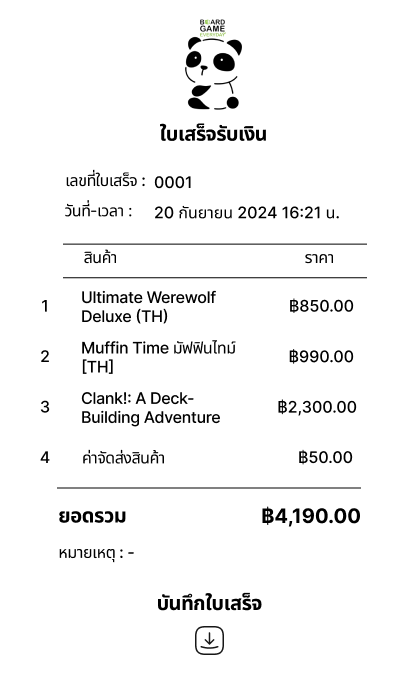 BOARD
GAME
EVERYDAY
ใบเสร็จรับเงิน
เลขที่ใบเสร็จ : 0001
วันที่-เวลา : 20 กันยายน 2024 16:21 น.
สินค้า ราคา
1 Ultimate Werewolf Deluxe (TH) ฿850.00
2 Muffin Time มัฟฟินไทม์ [TH] ฿990.00
3 Clank!: A Deck-Building Adventure ฿2,300.00
4 ค่าจัดส่งสินค้า ฿50.00
ยอดรวม ฿4,190.00
หมายเหตุ : -
บันทึกใบเสร็จ